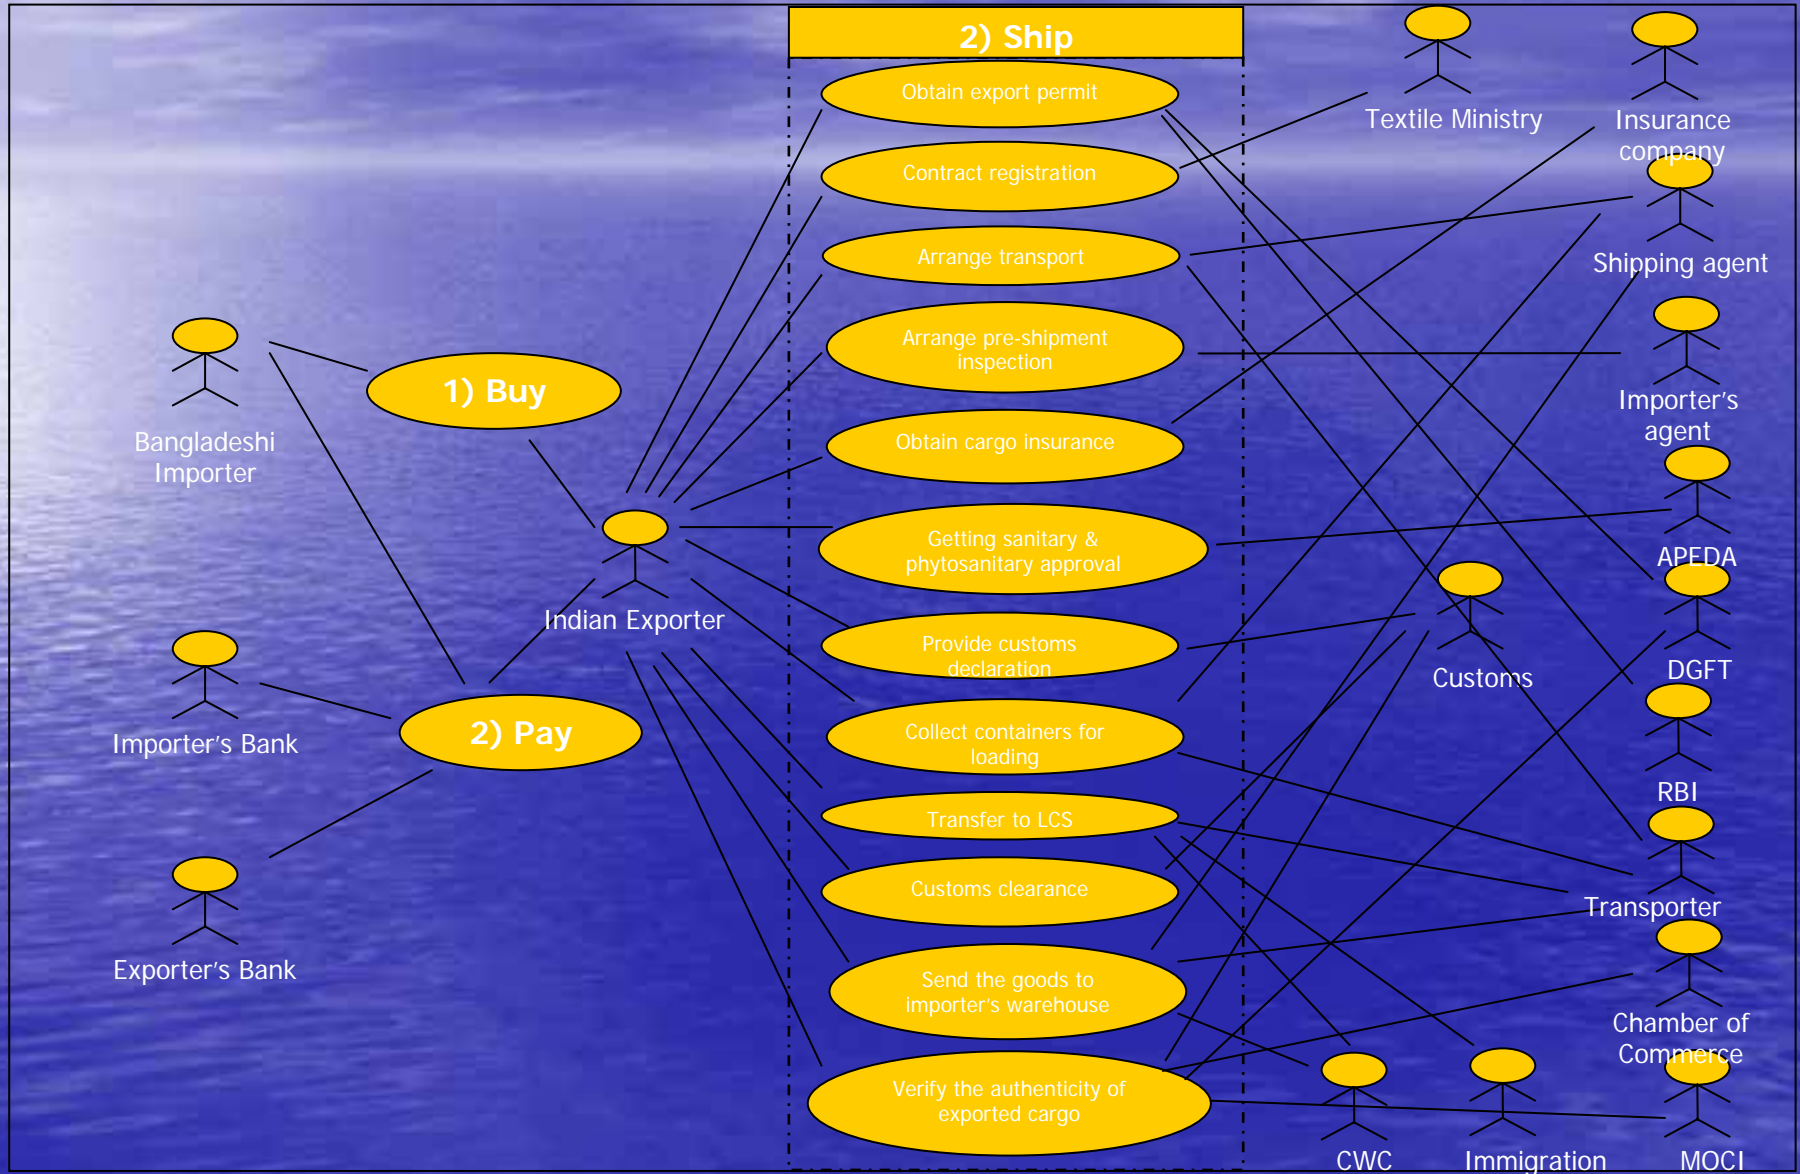 2) Ship
Obtain export permit
Contract registration
Arrange transport
Arrange pre-shipment
inspection
Obtain cargo insurance
Getting sanitary &
phytosanitary approval
Provide customs
declaration
Collect containers for
loading
Transfer to LCS
Customs clearance
Send the goods to
importer's warehouse
Verify the authenticity of
exported cargo
1) Buy
2) Pay
Bangladeshi
Importer
Importer's Bank
Exporter's Bank
Indian Exporter
Textile Ministry
Insurance
company
Shipping agent
Importer's
agent
APEDA
Customs
DGFT
RBI
Transporter
Chamber of
Commerce
CWC
Immigration
MOCI